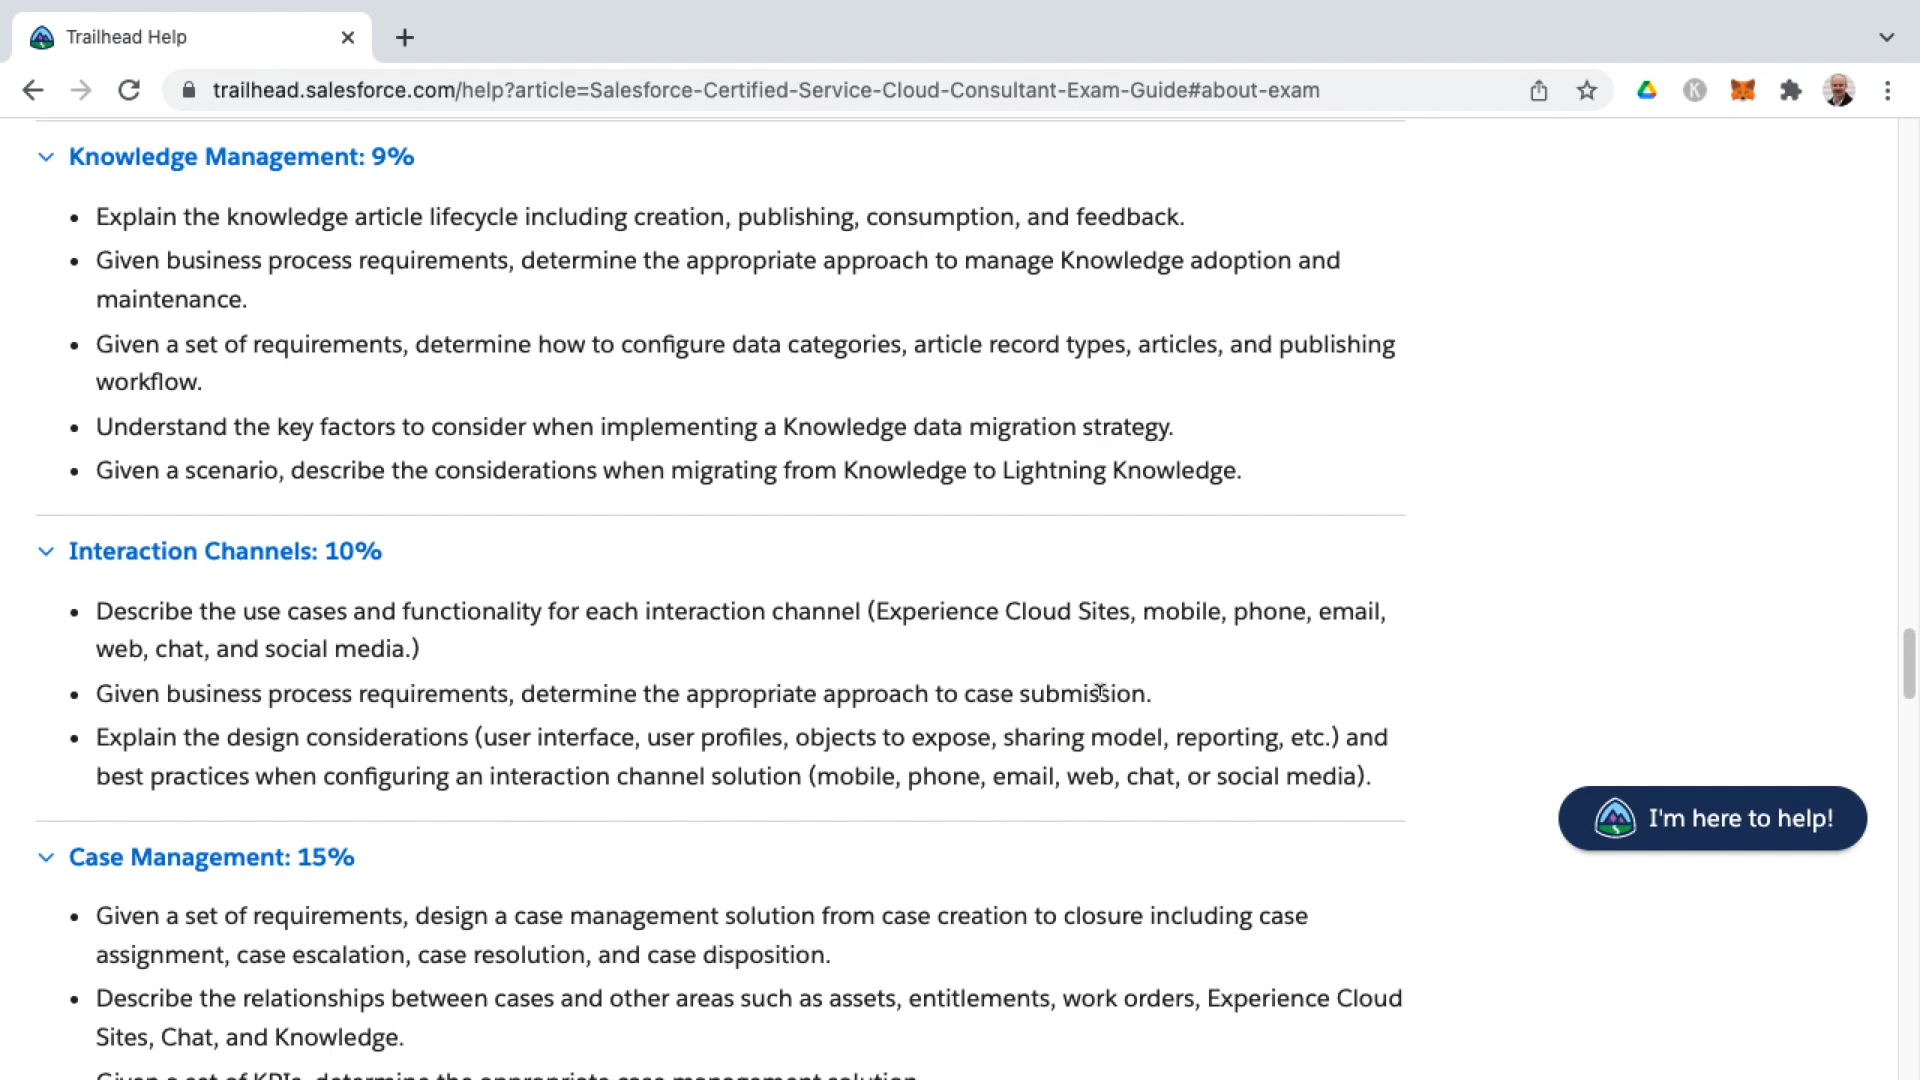 Trailhead Help
trailhead.salesforce.com/help?article=Salesforce-Certified-Service-Cloud-Consultant-Exam-Guide#about-exam
K
Knowledge Management: 9%
• Explain the knowledge article lifecycle including creation, publishing, consumption, and feedback.
• Given business process requirements, determine the appropriate approach to manage Knowledge adoption and
maintenance.
• Given a set of requirements, determine how to configure data categories, article record types, articles, and publishing
workflow.
• Understand the key factors to consider when implementing a Knowledge data migration strategy.
• Given a scenario, describe the considerations when migrating from Knowledge to Lightning Knowledge.
Interaction Channels: 10%
• Describe the use cases and functionality for each interaction channel (Experience Cloud Sites, mobile, phone, email,
web, chat, and social media.)
• Given business process requirements, determine the appropriate approach to case submission.
• Explain the design considerations (user interface, user profiles, objects to expose, sharing model, reporting, etc.) and
best practices when configuring an interaction channel solution (mobile, phone, email, web, chat, or social media).
I'm here to help!
Case Management: 15%
• Given a set of requirements, design a case management solution from case creation to closure including case
assignment, case escalation, case resolution, and case disposition.
• Describe the relationships between cases and other areas such as assets, entitlements, work orders, Experience Cloud
Sites, Chat, and Knowledge.
Given a set of KPIs, determine the appropriate case management solution.